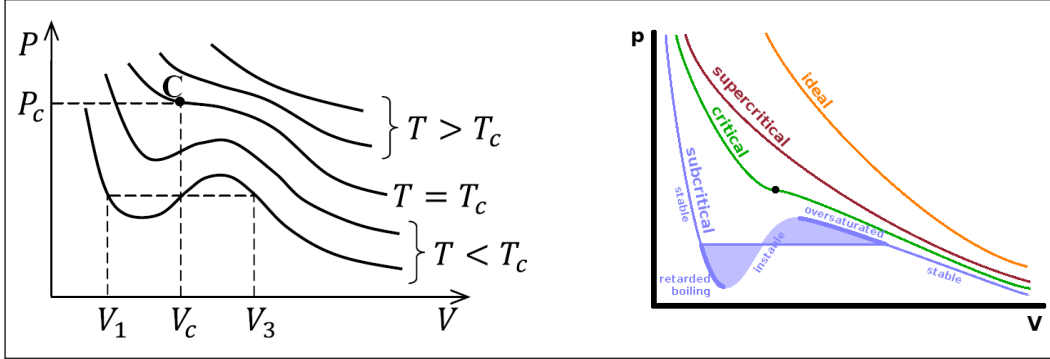 P
P_c
C
T > T_c
T = T_c
T < T_c
V_1
V_c
V_3
V
p
ideal
supercritical
critical
subcritical
stable
oversaturated
instable
stable
retarded
boiling
V